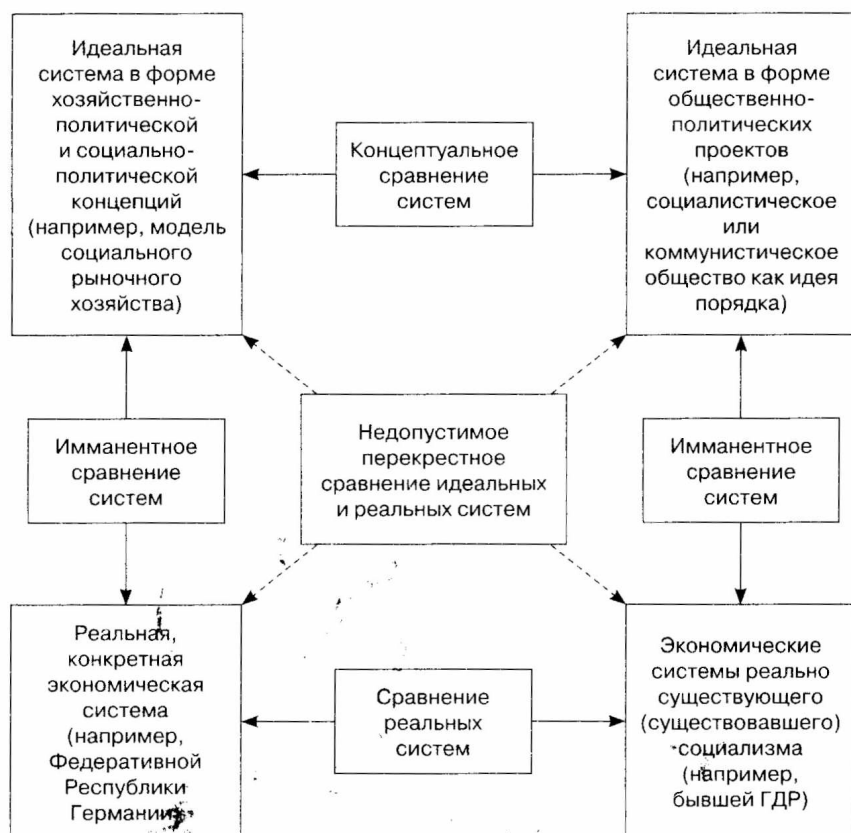 Идеальная
система в форме
хозяйственно-
политической
и социально-
политической
концепций
(например, модель
социального
рыночного
хозяйства)
Концептуальное
сравнение
систем
Идеальная
система в форме
общественно-
политических
проектов
(например,
социалистическое
или
коммунистическое
общество как идея
порядка)
Имманентное
сравнение
систем
Недопустимое
перекрестное
сравнение идеальных
и реальных систем
Имманентное
сравнение
систем
Реальная,
конкретная
экономическая
система
(например,
Федеративной
Республики
Германии)
Сравнение
реальных
систем
Экономические
системы реально
существующего
(существовавшего)
социализма
(например,
бывшей ГДР)